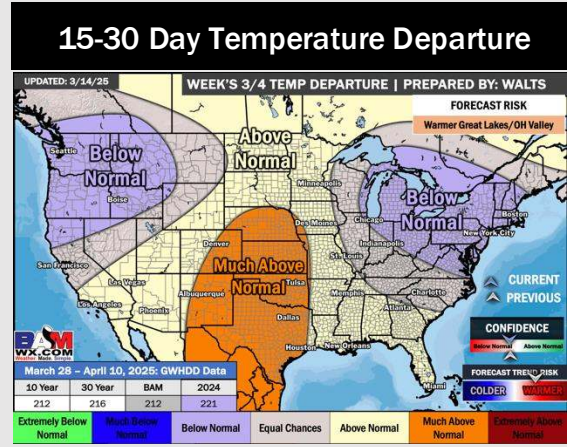 15-30 Day Temperature Departure
UPDATED: 3/14/25
WEEK'S 3/4 TEMP DEPARTURE | PREPARED BY: WALTS
FORECAST RISK
Warmer Great Lakes/OH Valley
Above
Normal
Seattle
Below
Normal
Boise
Minneapolis
Below
Normal
Chicago
Boston
New York City
Des Moines
Indianapolis
San Francisco
Denver
St. Louis
Much Above
Normal
Las Vegas
Tulsa
Charlotte
Los Angeles
Albuquerque
Memphis
Phoenix
Atlanta
Dallas
CURRENT
PREVIOUS
Houston
New Orleans
Miami
CONFIDENCE
Below Normal
Above Normal
FORECAST TREND RISK
COLDER
WARMER
BAM
WX.COM
Weather Made Simple
March 28 – April 10, 2025: GWHDD Data
10 Year 30 Year BAM 2024
212 216 212 221
Extremely Below
Normal
Much Below
Normal
Below Normal
Equal Chances
Above Normal
Much Above
Normal
Extremely Above
Normal